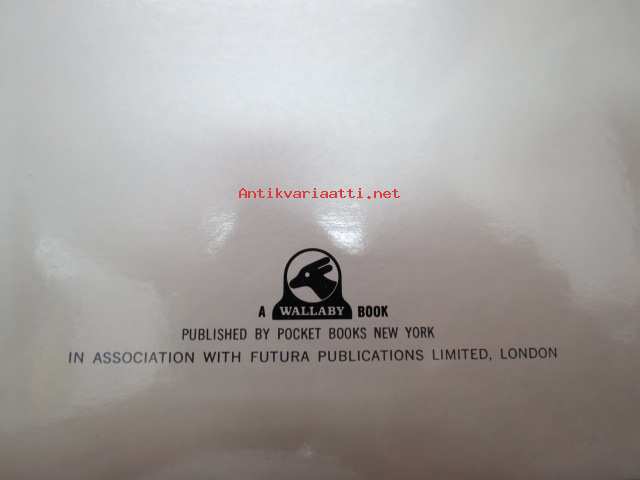 Antikvariaatti.net
A WALLABY BOOK
PUBLISHED BY POCKET BOOKS NEW YORK
IN ASSOCIATION WITH FUTURA PUBLICATIONS LIMITED, LONDON